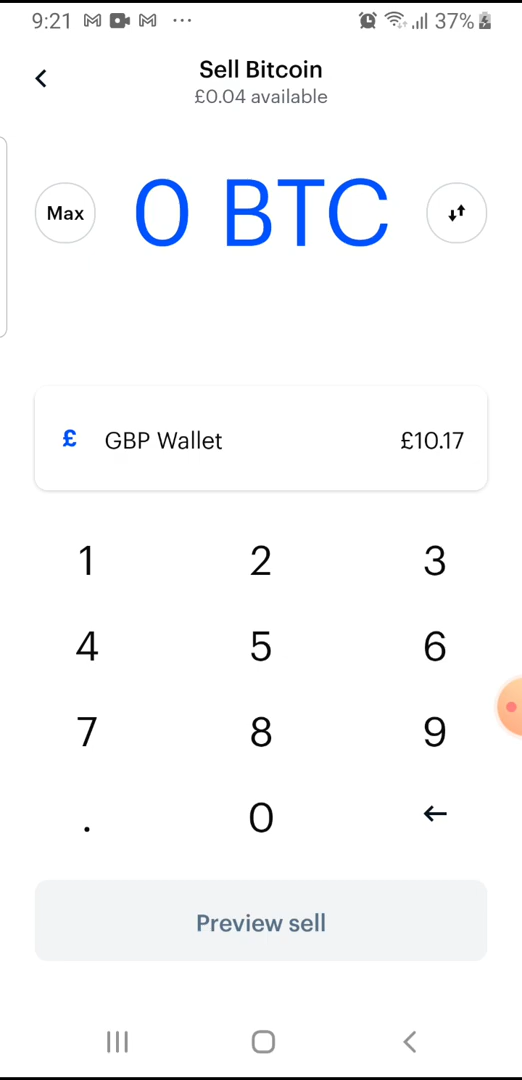 9:21 ... 37%
Sell Bitcoin
£0.04 available
Max 0 BTC
£ GBP Wallet £10.17
1 2 3
4 5 6
7 8 9
. 0
Preview sell